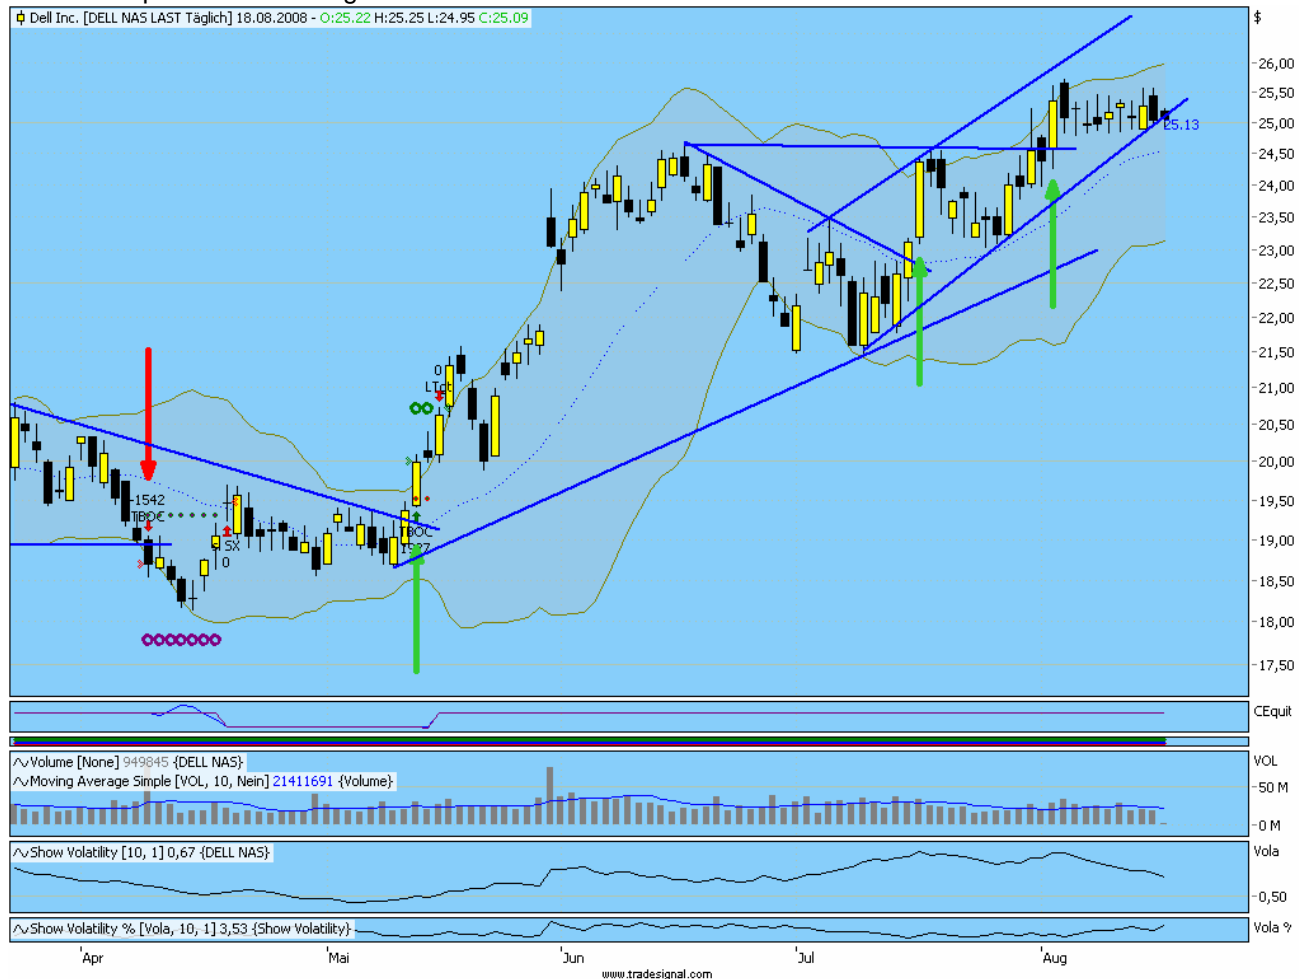 Dell Inc. [DELL NAS LAST Täglich] 18.08.2008 - O:25.22 H:25.25 L:24.95 C:25.09
$
26,00
25,50
25.13
25,00
24,50
24,00
23,50
23,00
22,50
22,00
21,50
0
21,00
20,50
20,00
-1542
19,50
TBOC
TBOC
19,00
SX
0
18,50
18,00
17,50
CEquit
Volume [None] 949845 {DELL NAS}
VOL
Moving Average Simple [VOL, 10, Nein] 21411691 {Volume}
50 M
0 M
Show Volatility [10, 1] 0,67 {DELL NAS}
Vola
0,50
Show Volatility % [Vola, 10, 1] 3,53 {Show Volatility}
Vola %
Apr Mai Jun Jul Aug
www.tradesignal.com